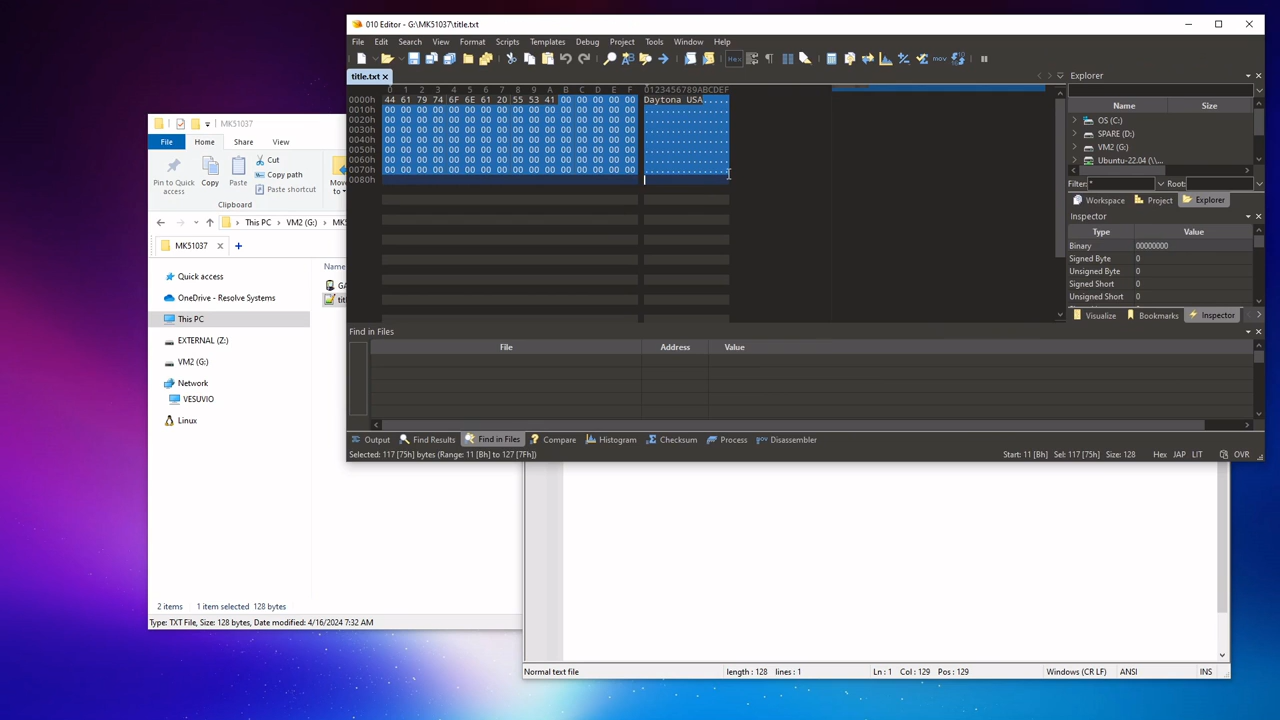 010 Editor - G:\MK51037\title.txt
File Edit Search View Format Scripts Templates Debug Project Tools Window Help
title.txt
Explorer
0 1 2 3 4 5 6 7 8 9 A B C D E F 0123456789ABCDEF
0000h 44 61 79 74 6F 6E 61 20 55 53 41 00 00 00 00 00 Daytona USA.....
0010h 00 00 00 00 00 00 00 00 00 00 00 00 00 00 00 00 ................
0020h 00 00 00 00 00 00 00 00 00 00 00 00 00 00 00 00 ................
0030h 00 00 00 00 00 00 00 00 00 00 00 00 00 00 00 00 ................
0040h 00 00 00 00 00 00 00 00 00 00 00 00 00 00 00 00 ................
0050h 00 00 00 00 00 00 00 00 00 00 00 00 00 00 00 00 ................
0060h 00 00 00 00 00 00 00 00 00 00 00 00 00 00 00 00 ................
0070h 00 00 00 00 00 00 00 00 00 00 00 00 00 00 00 00 ................
0080h
Name Size
OS (C:)
SPARE (D:)
VM2 (G:)
Ubuntu-22.04 (\\...
Filter: * Root:
Workspace Project Explorer
Inspector
Type Value
Binary 00000000
Signed Byte 0
Unsigned Byte 0
Signed Short 0
Unsigned Short 0
Visualize Bookmarks Inspector
Find in Files
File Address Value
Output Find Results Find in Files Compare Histogram Checksum Process Disassembler
Selected: 117 [75h] bytes (Range: 11 [Bh] to 127 [7Fh]) Start: 11 [Bh] Sel: 117 [75h] Size: 128 Hex JAP LIT OVR
MK51037
File Home Share View
Pin to Quick access
Copy
Paste
Cut
Copy path
Paste shortcut
Move to
Clipboard
This PC VM2 (G:)
MK51037
Name
Quick access
OneDrive - Resolve Systems
This PC
EXTERNAL (Z:)
VM2 (G:)
Network
VESUVIO
Linux
2 items 1 item selected 128 bytes
Type: TXT File, Size: 128 bytes, Date modified: 4/16/2024 7:32 AM
Normal text file length : 128 lines : 1 Ln : 1 Col : 129 Pos : 129 Windows (CR LF) ANSI INS